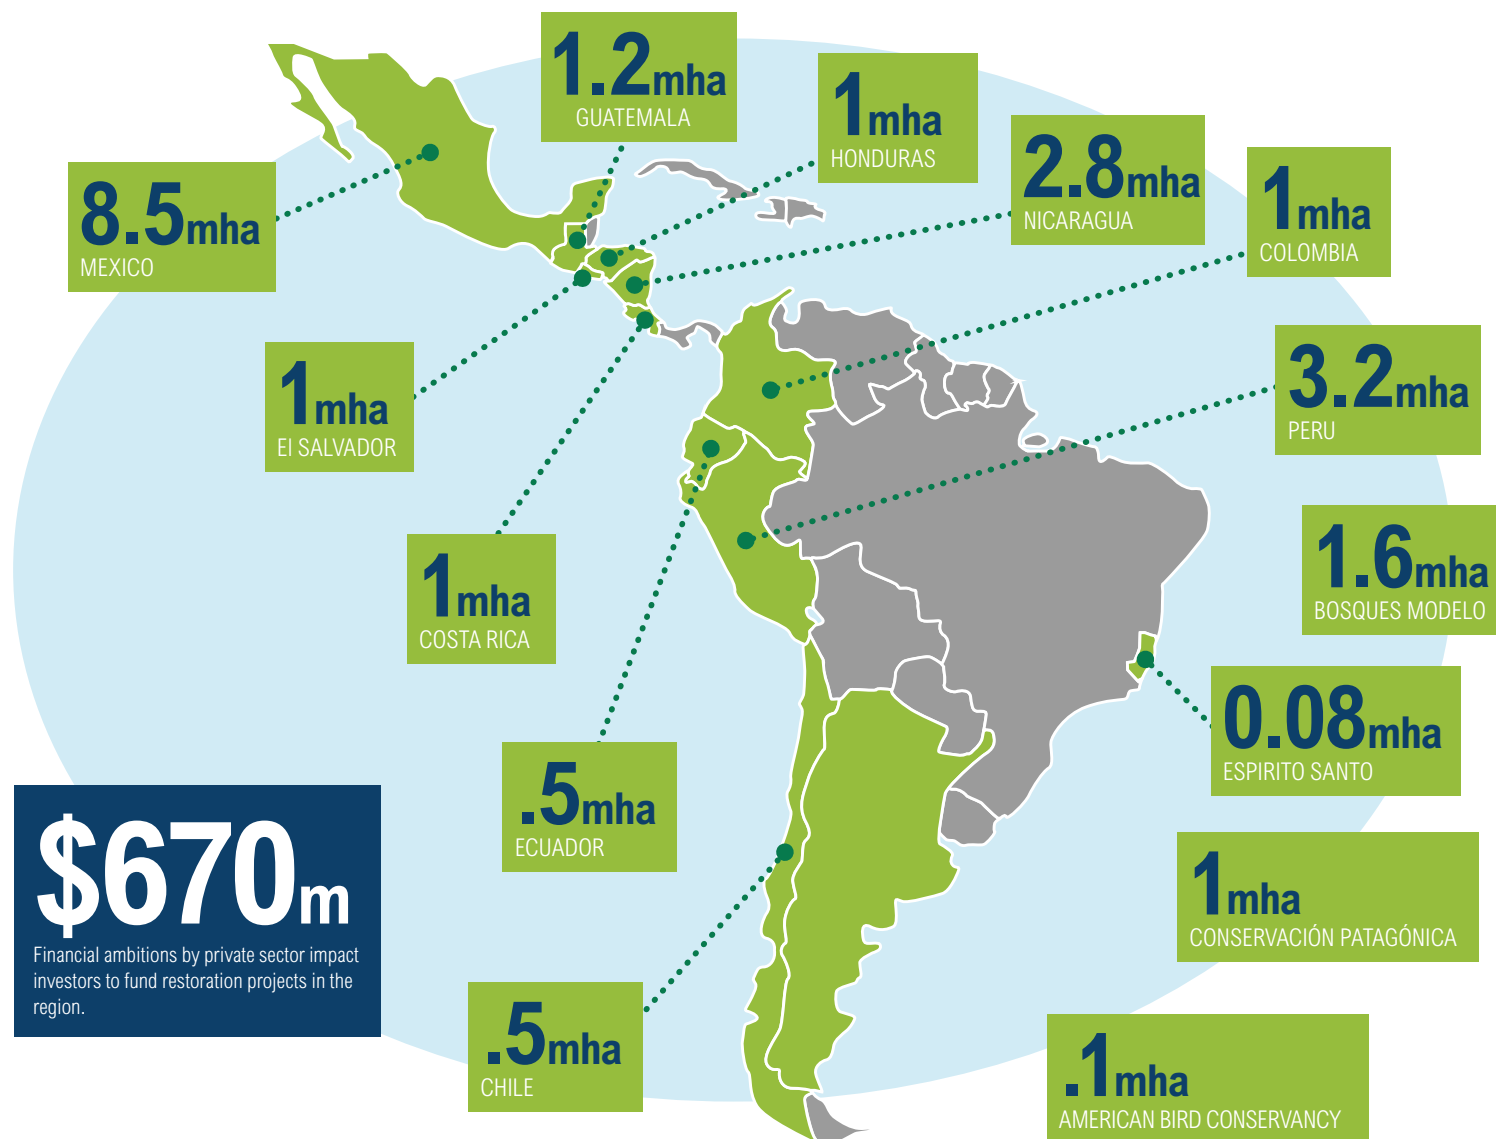 1.2mha
GUATEMALA
1mha
HONDURAS
2.8mha
NICARAGUA
1mha
COLOMBIA
8.5mha
MEXICO
3.2mha
PERU
1mha
El SALVADOR
1.6mha
BOSQUES MODELO
1mha
COSTA RICA
0.08mha
ESPIRITO SANTO
.5mha
ECUADOR
$670m
Financial ambitions by private sector impact
investors to fund restoration projects in the
region.
1mha
CONSERVACIÓN PATAGÓNICA
.5mha
CHILE
.1mha
AMERICAN BIRD CONSERVANCY